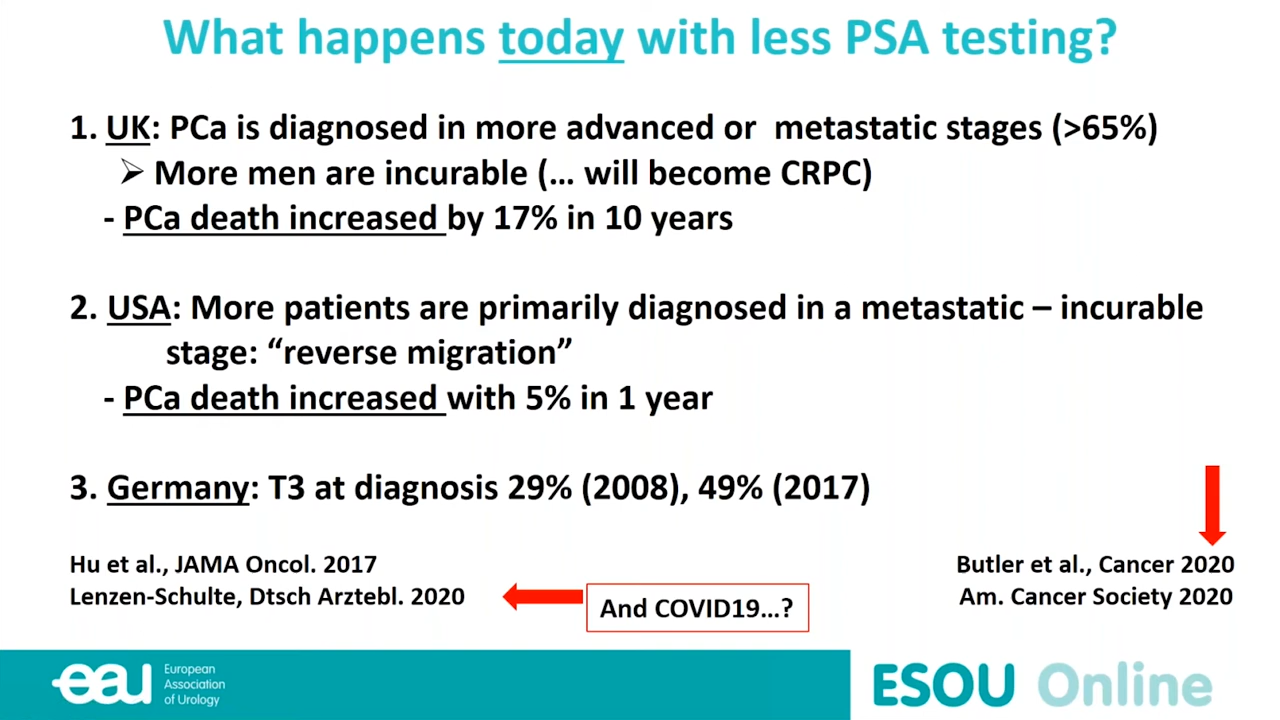 What happens today with less PSA testing?
1. UK: PCa is diagnosed in more advanced or metastatic stages (>65%)
➢ More men are incurable (… will become CRPC)
- PCa death increased by 17% in 10 years
2. USA: More patients are primarily diagnosed in a metastatic – incurable
stage: “reverse migration”
- PCa death increased with 5% in 1 year
3. Germany: T3 at diagnosis 29% (2008), 49% (2017)
Hu et al., JAMA Oncol. 2017
Lenzen-Schulte, Dtsch Arztebl. 2020
And COVID19…?
Butler et al., Cancer 2020
Am. Cancer Society 2020
eau
European
Association
of Urology
ESOU Online